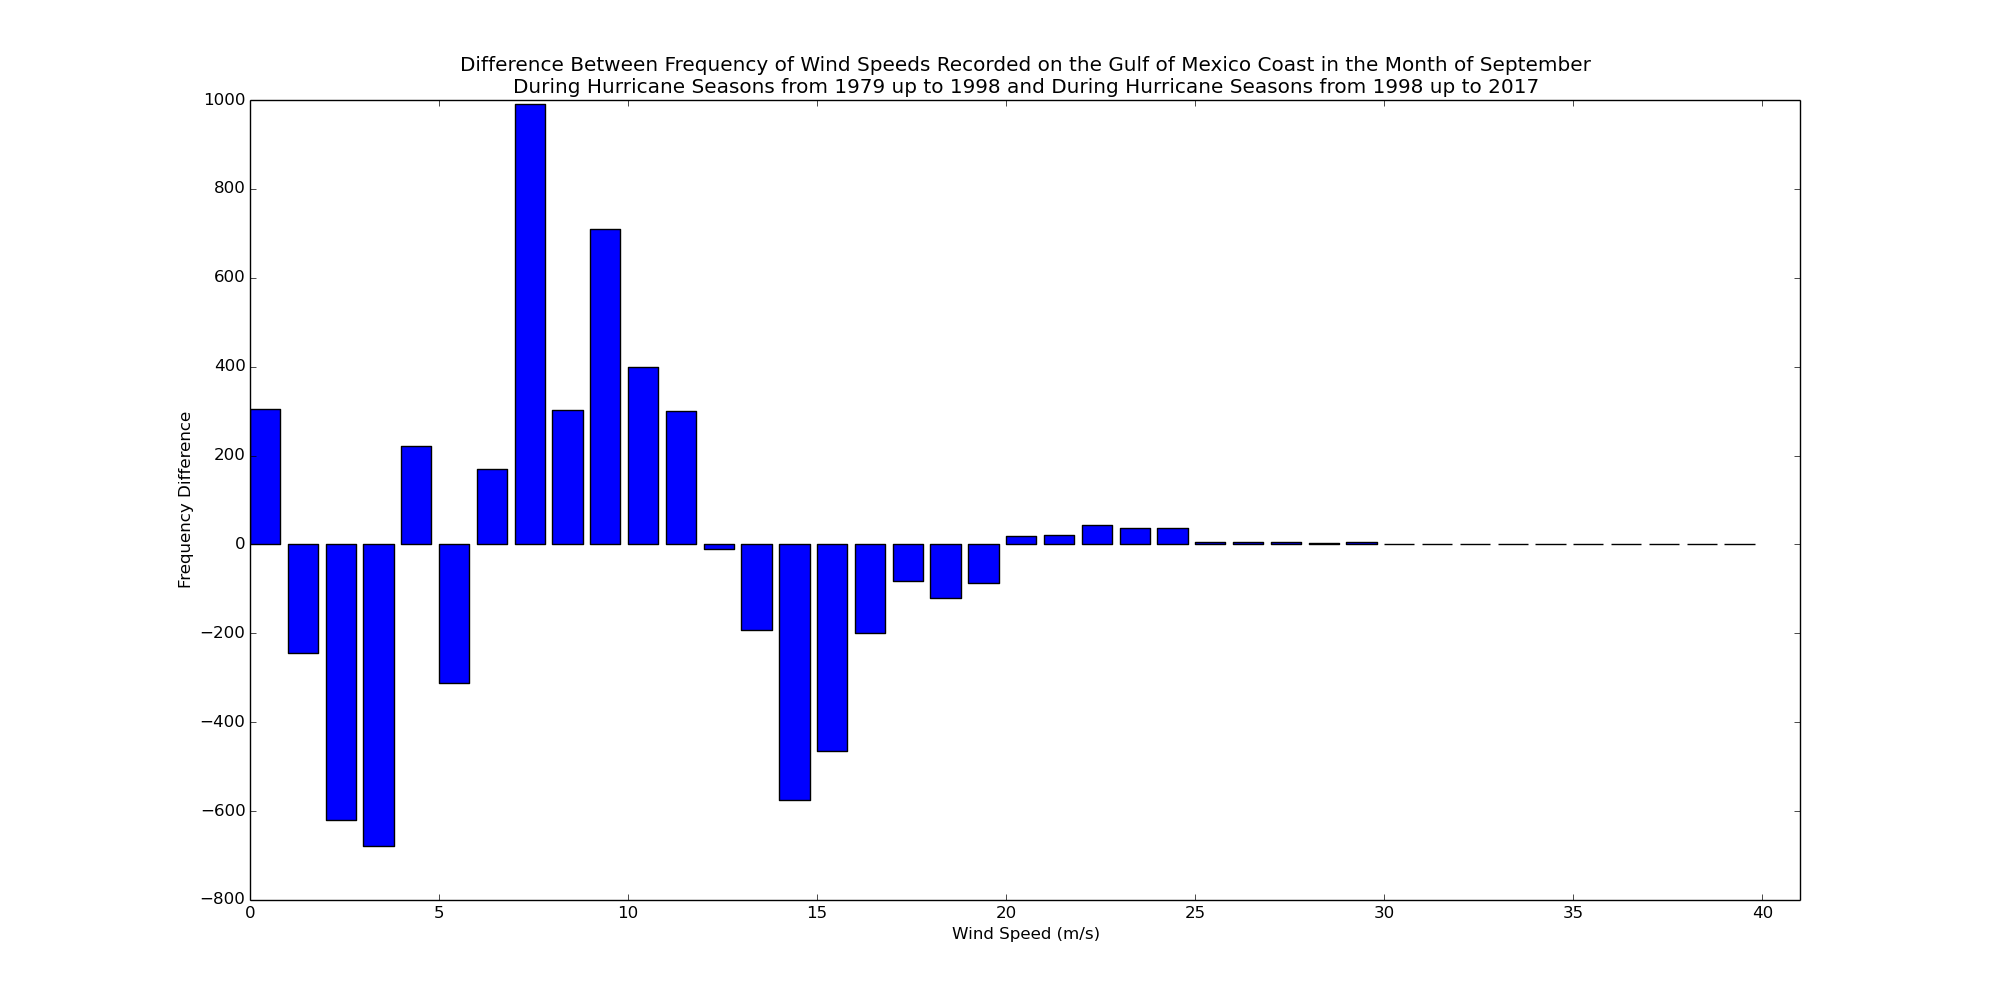 Difference Between Frequency of Wind Speeds Recorded on the Gulf of Mexico Coast in the Month of September
During Hurricane Seasons from 1979 up to 1998 and During Hurricane Seasons from 1998 up to 2017
1000
800
600
400
200
0
−200
−400
−600
−800
Frequency Difference
0 5 10 15 20 25 30 35 40
Wind Speed (m/s)